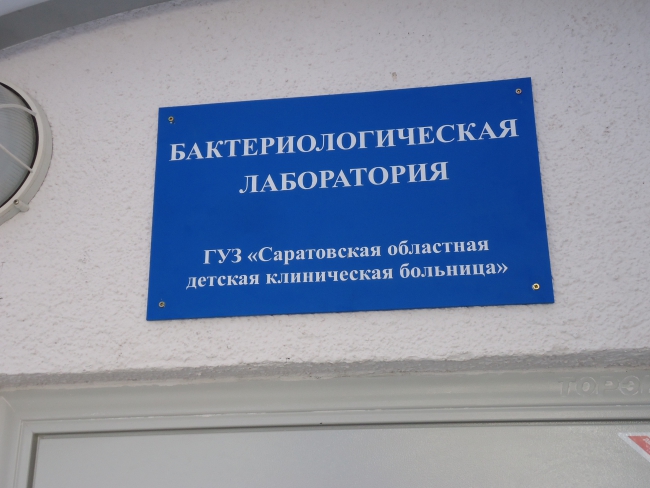 БАКТЕРИОЛОГИЧЕСКАЯ
ЛАБОРАТОРИЯ
ГУЗ «Саратовская областная
детская клиническая больница»